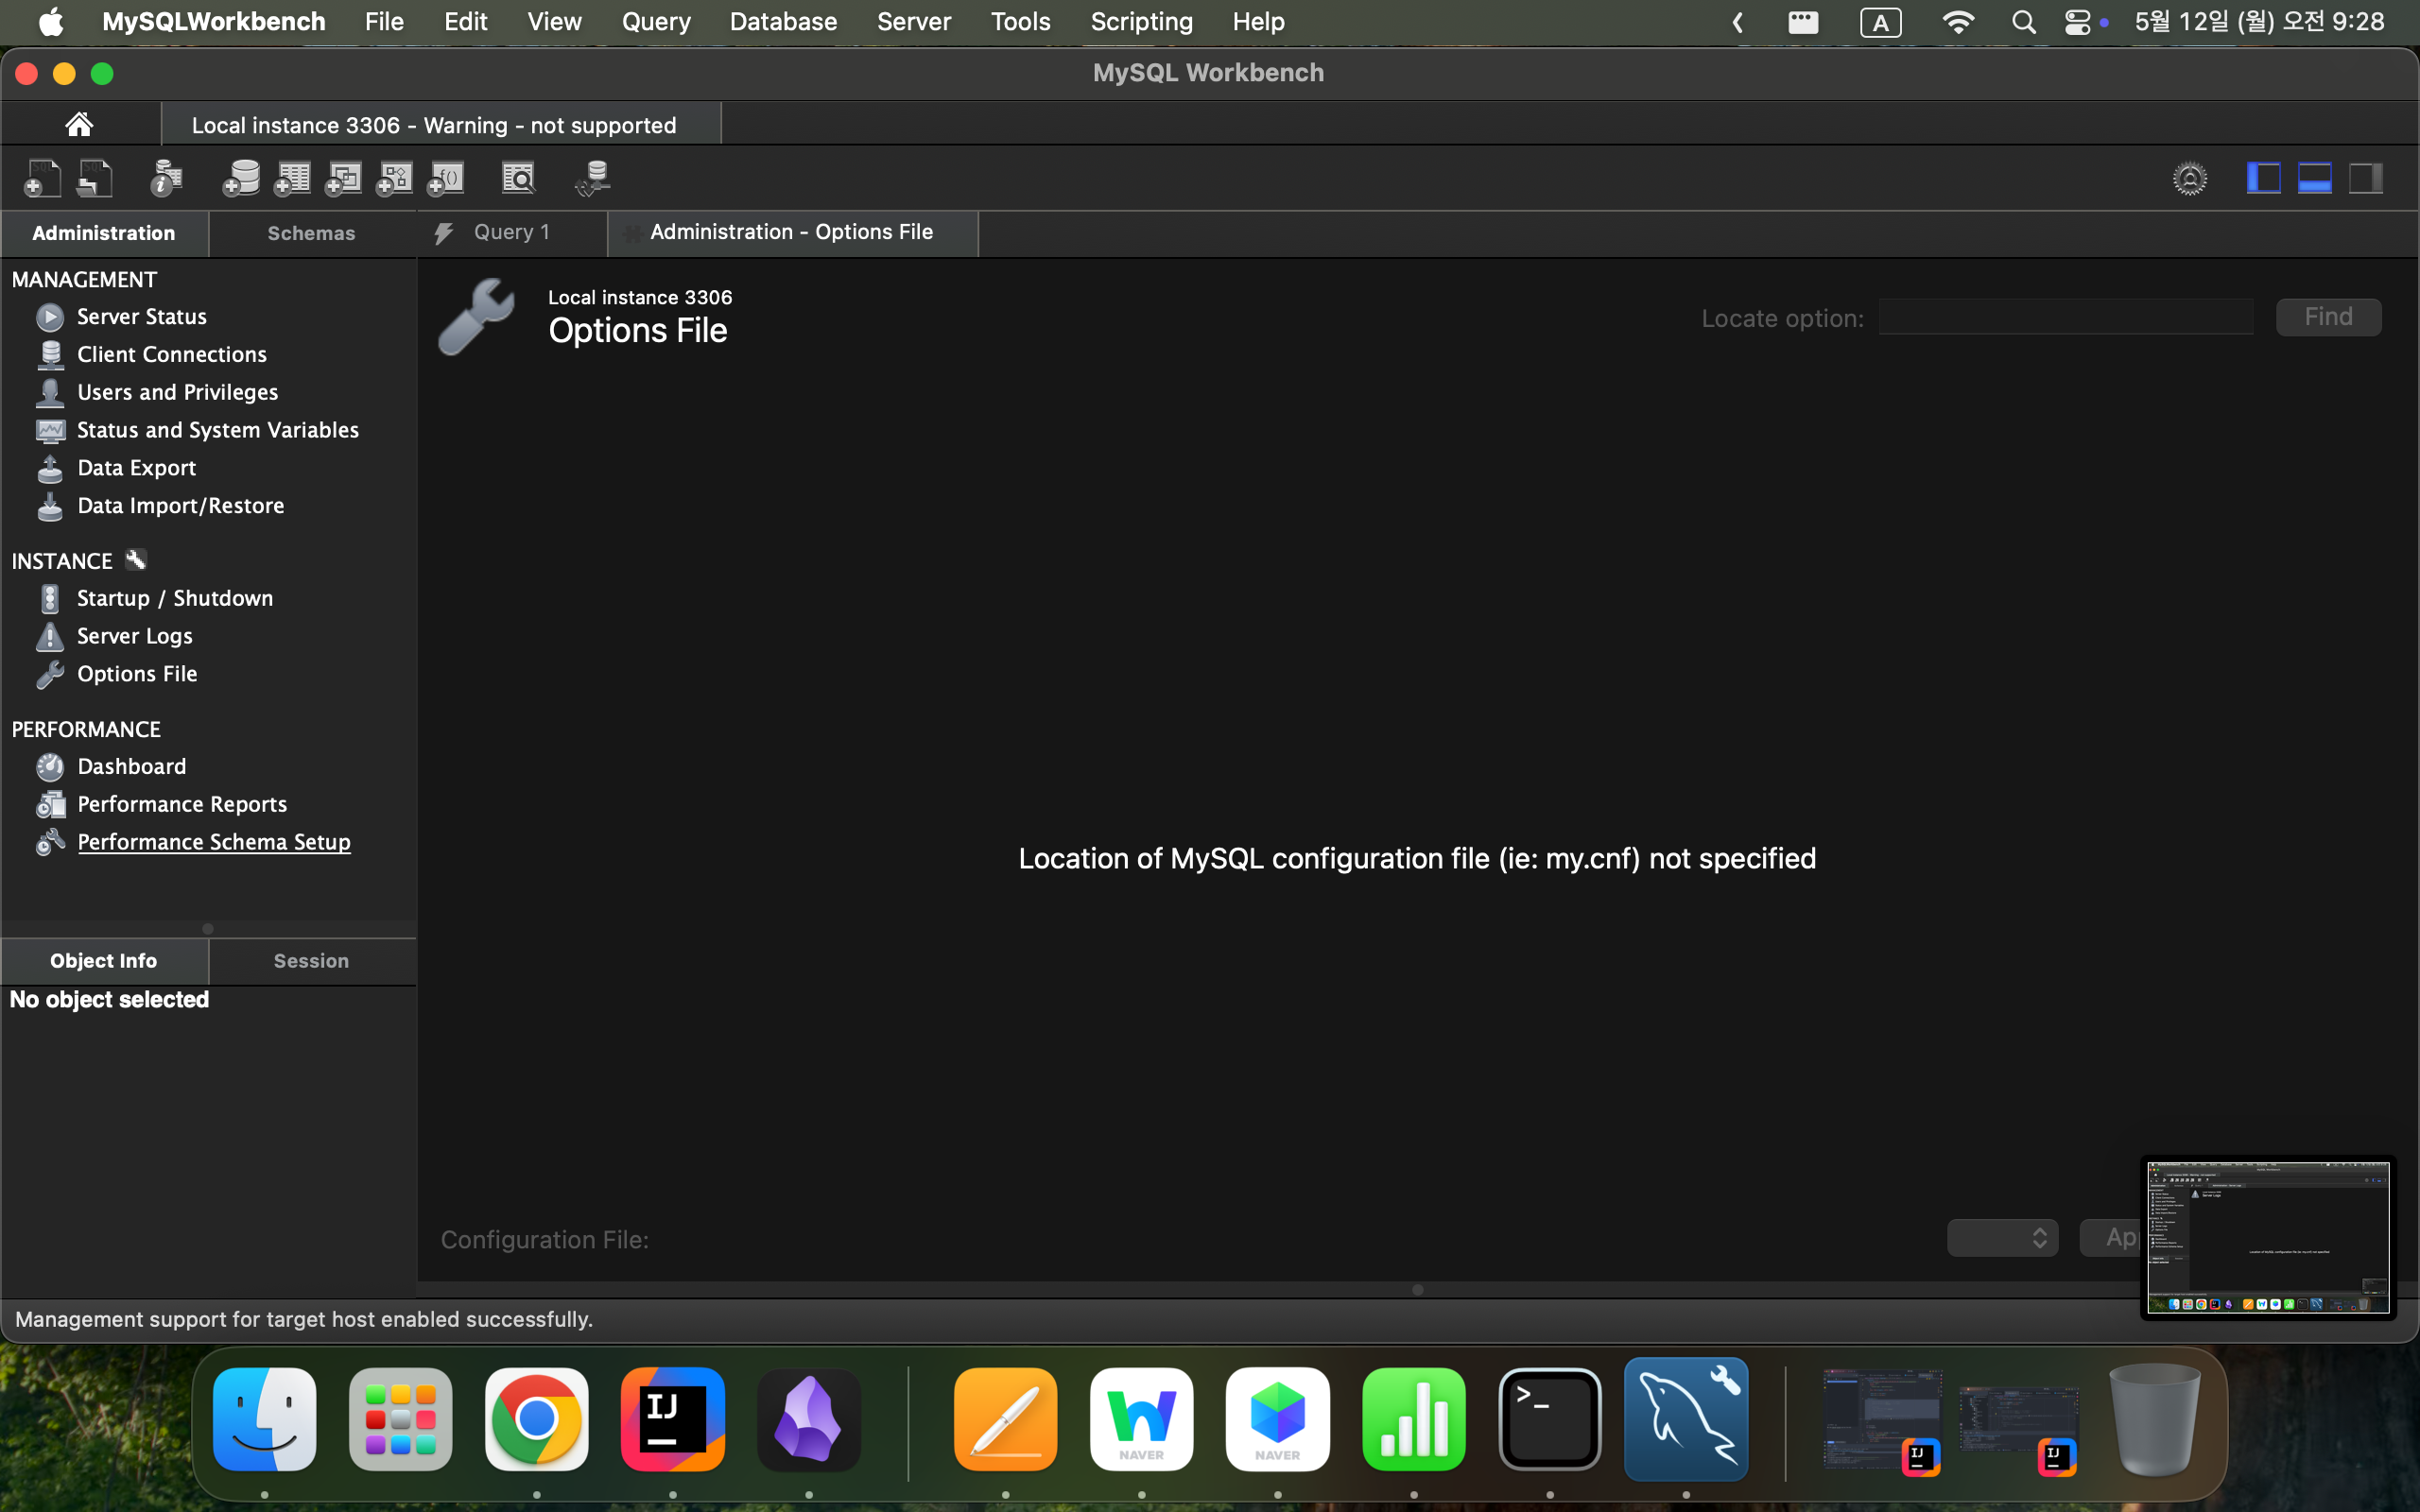 MySQLWorkbench File Edit View Query Database Server Tools Scripting Help A 5월 12일 (월) 오전 9:28
MySQL Workbench
Local instance 3306 - Warning - not supported
Administration Schemas Query 1 Administration - Options File
MANAGEMENT
Server Status
Client Connections
Users and Privileges
Status and System Variables
Data Export
Data Import/Restore
INSTANCE
Startup / Shutdown
Server Logs
Options File
PERFORMANCE
Dashboard
Performance Reports
Performance Schema Setup
Object Info Session
No object selected
Local instance 3306
Options File
Locate option: Find
Location of MySQL configuration file (ie: my.cnf) not specified
Configuration File: Ap
Management support for target host enabled successfully.
IJ
NAVER
NAVER
>_
IJ
IJ